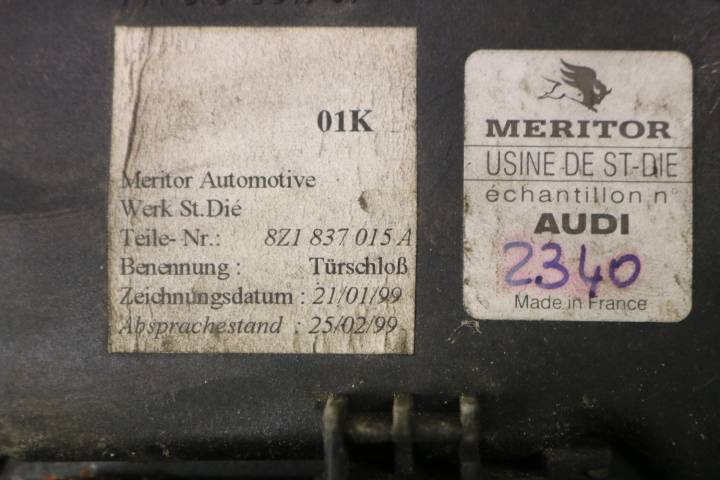 01K
Meritor Automotive
Werk St.Dié
Teile- Nr.: 8Z1 837 015 A
Benennung : Türschloß
Zeichnungsdatum : 21/01/99
Absprachestand : 25/02/99
MERITOR
USINE DE ST-DIE
échantillon n°
AUDI
2340
Made in France